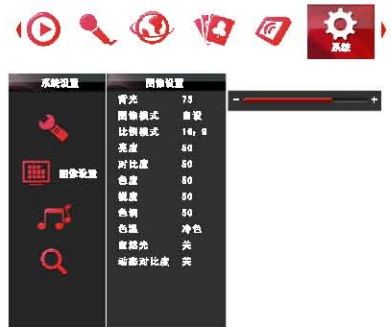 系统
系统设置
图像设置
图像设置
背光 75
图像模式 自设
比例模式 16:9
亮度 50
对比度 50
色度 50
锐度 50
色调 50
色温 冷色
自然光 关
动态对比度 关
- +